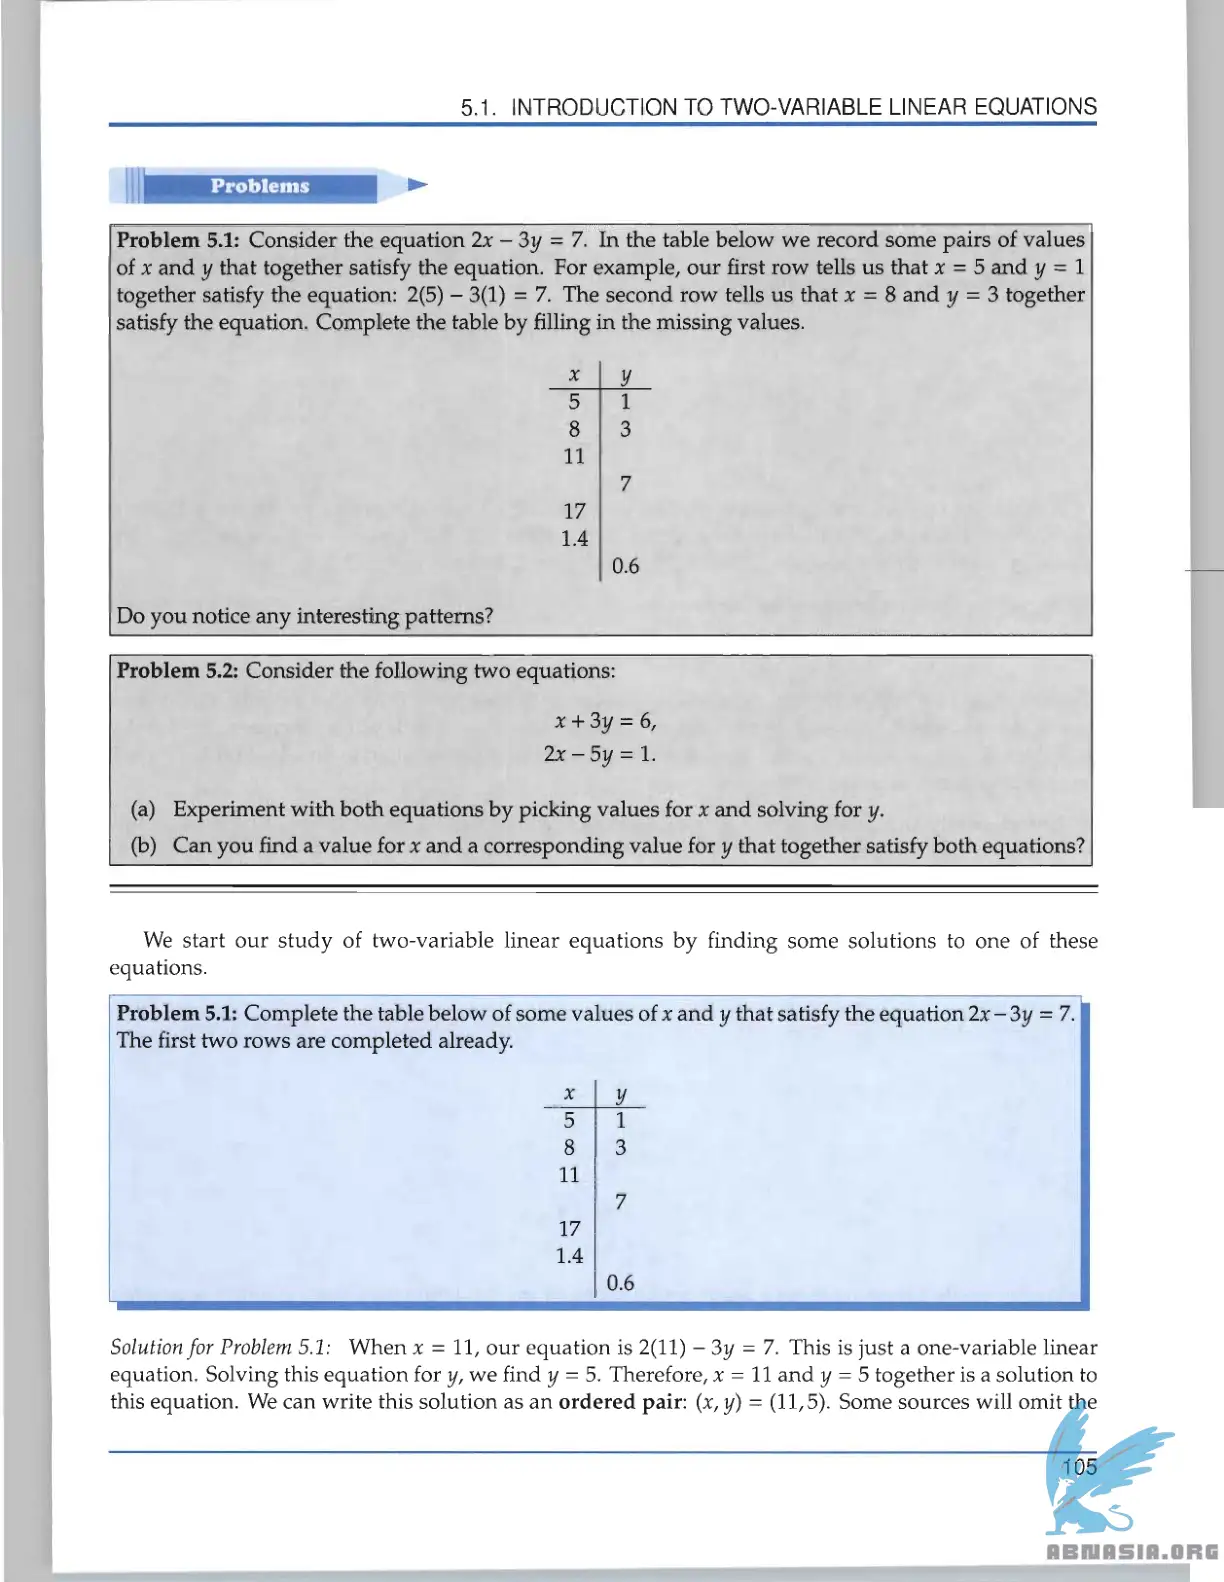 5.1. INTRODUCTION TO TWO-VARIABLE LINEAR EQUATIONS
Problems
Problem 5.1: Consider the equation 2x − 3y = 7. In the table below we record some pairs of values
of x and y that together satisfy the equation. For example, our first row tells us that x = 5 and y = 1
together satisfy the equation: 2(5) − 3(1) = 7. The second row tells us that x = 8 and y = 3 together
satisfy the equation. Complete the table by filling in the missing values.
x y
5 1
8 3
11
7
17
1.4
0.6
Do you notice any interesting patterns?
Problem 5.2: Consider the following two equations:
x + 3y = 6,
2x − 5y = 1.
(a) Experiment with both equations by picking values for x and solving for y.
(b) Can you find a value for x and a corresponding value for y that together satisfy both equations?
We start our study of two-variable linear equations by finding some solutions to one of these
equations.
Problem 5.1: Complete the table below of some values of x and y that satisfy the equation 2x − 3y = 7.
The first two rows are completed already.
x y
5 1
8 3
11
7
17
1.4
0.6
Solution for Problem 5.1: When x = 11, our equation is 2(11) − 3y = 7. This is just a one-variable linear
equation. Solving this equation for y, we find y = 5. Therefore, x = 11 and y = 5 together is a solution to
this equation. We can write this solution as an ordered pair: (x, y) = (11, 5). Some sources will omit the
105
ABMASIA.ORG